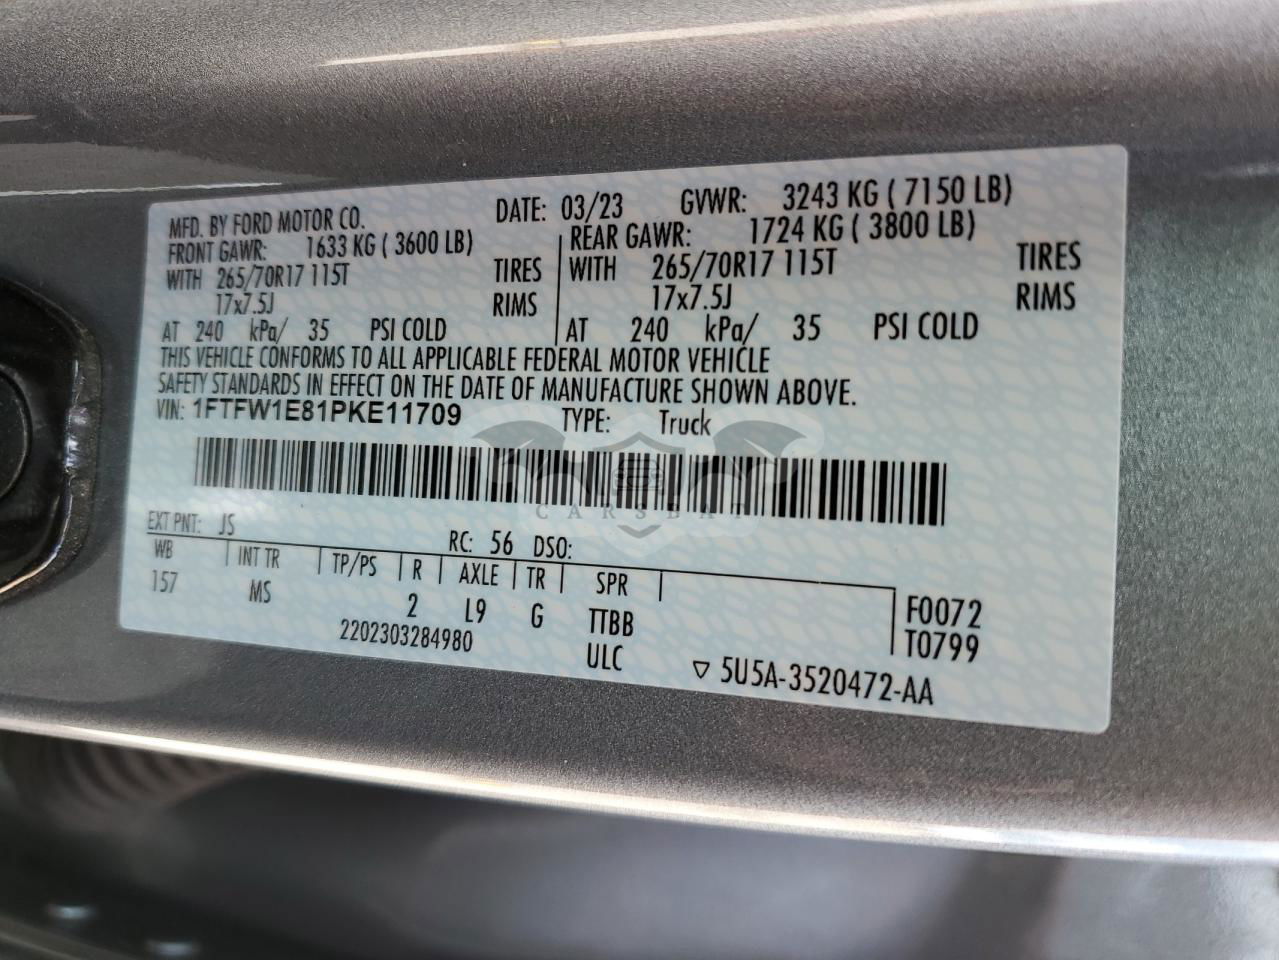 MFD. BY FORD MOTOR CO. DATE: 03/23 GVWR: 3243 KG ( 7150 LB)
FRONT GAWR: 1633 KG ( 3600 LB) REAR GAWR: 1724 KG ( 3800 LB)
WITH 265/70R17 115T TIRES WITH 265/70R17 115T TIRES
17x7.5J RIMS 17x7.5J RIMS
AT 240 kPa/ 35 PSI COLD AT 240 kPa/ 35 PSI COLD
THIS VEHICLE CONFORMS TO ALL APPLICABLE FEDERAL MOTOR VEHICLE
SAFETY STANDARDS IN EFFECT ON THE DATE OF MANUFACTURE SHOWN ABOVE.
VIN: 1FTFW1E81PKE11709 TYPE: Truck
CARSBAT
EXT PNT: JS RC: 56 DSO:
WB INT TR TP/PS R AXLE TR SPR
157 MS 2 L9 G TTBB F0072
2202303284980 ULC T0799
▽ 5U5A-3520472-AA